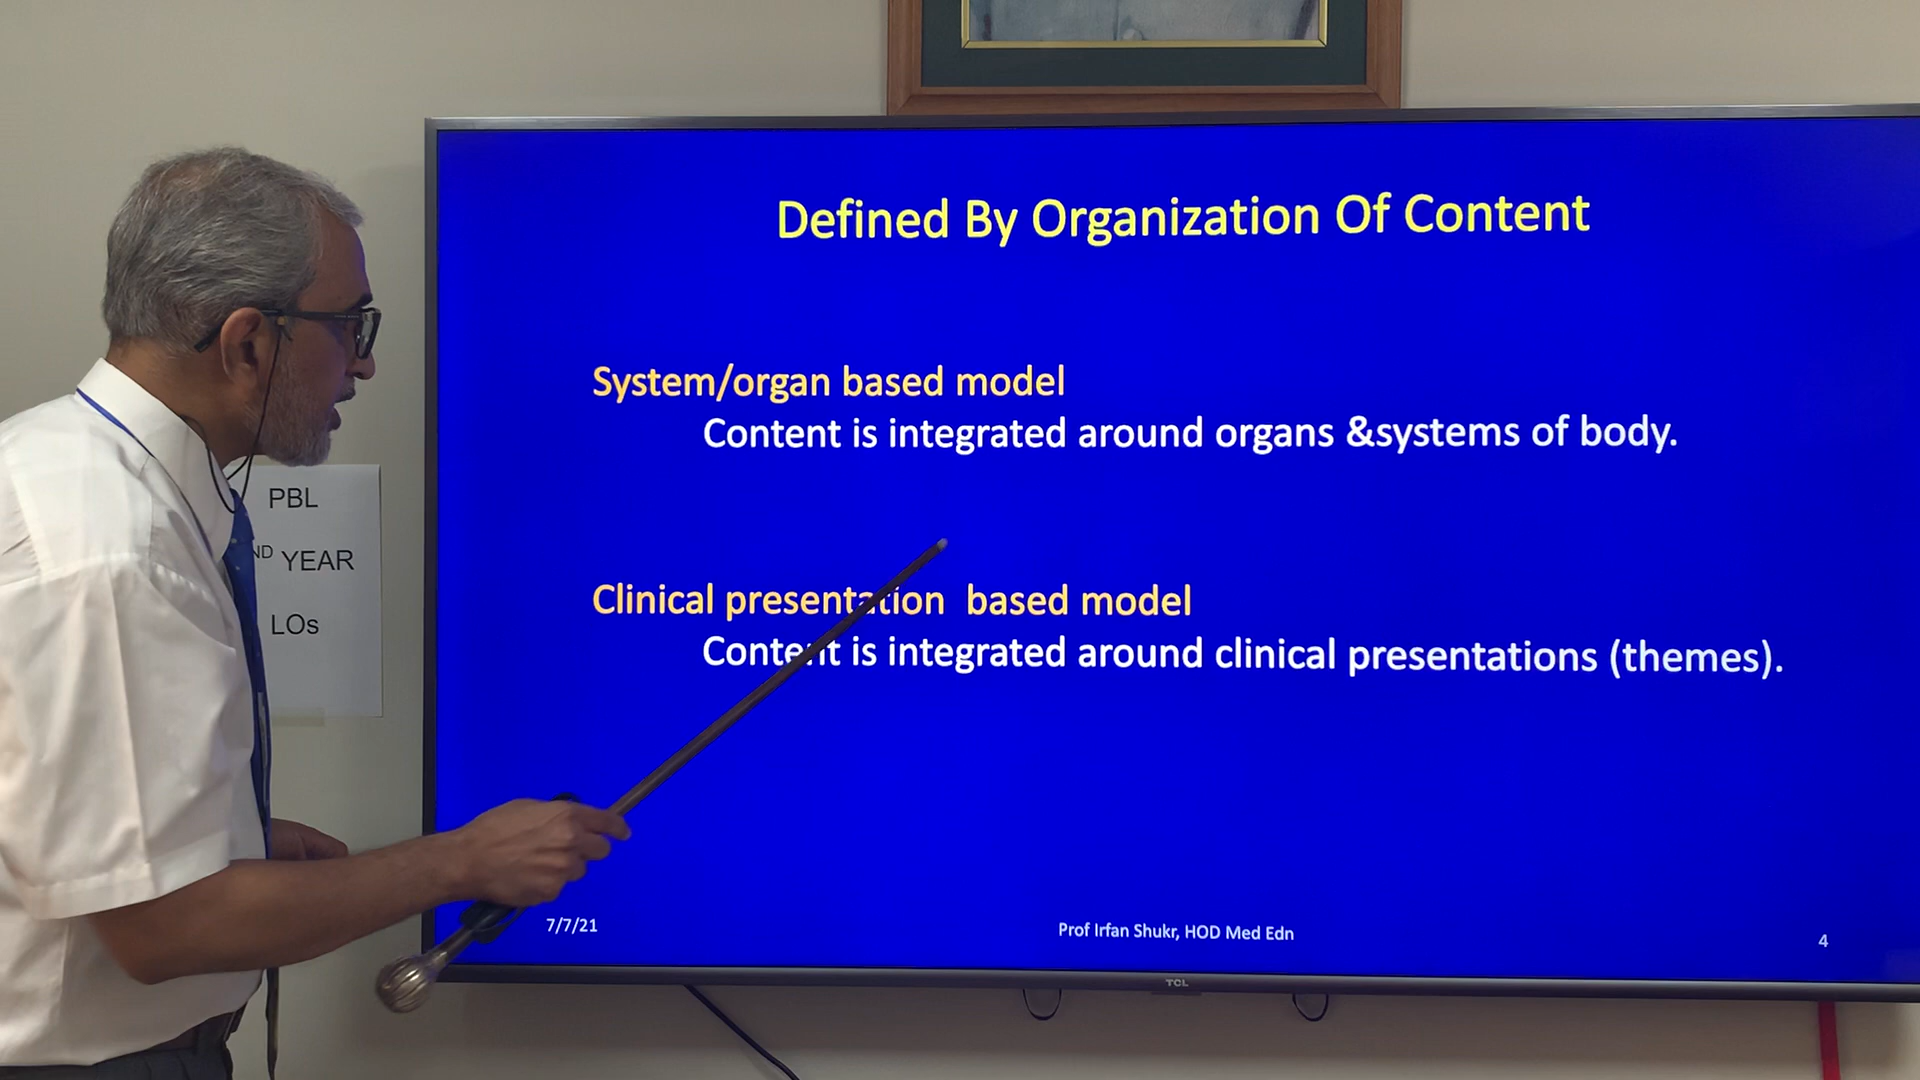 Defined By Organization Of Content
System/organ based model
Content is integrated around organs &systems of body.
Clinical presentation based model
Content is integrated around clinical presentations (themes).
7/7/21
Prof Irfan Shukr, HOD Med Edn
4
TCL
PBL
ND YEAR
LOs